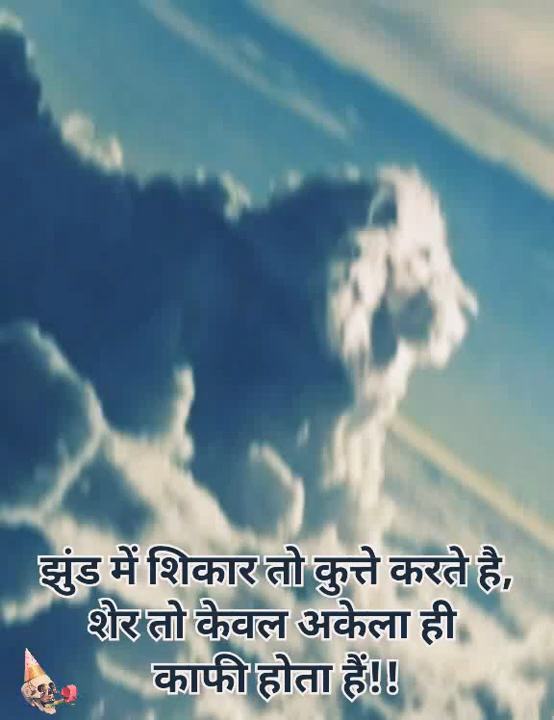 झुंड में शिकार तो कुत्ते करते है,
शेर तो केवल अकेला ही
काफी होता हैं!!